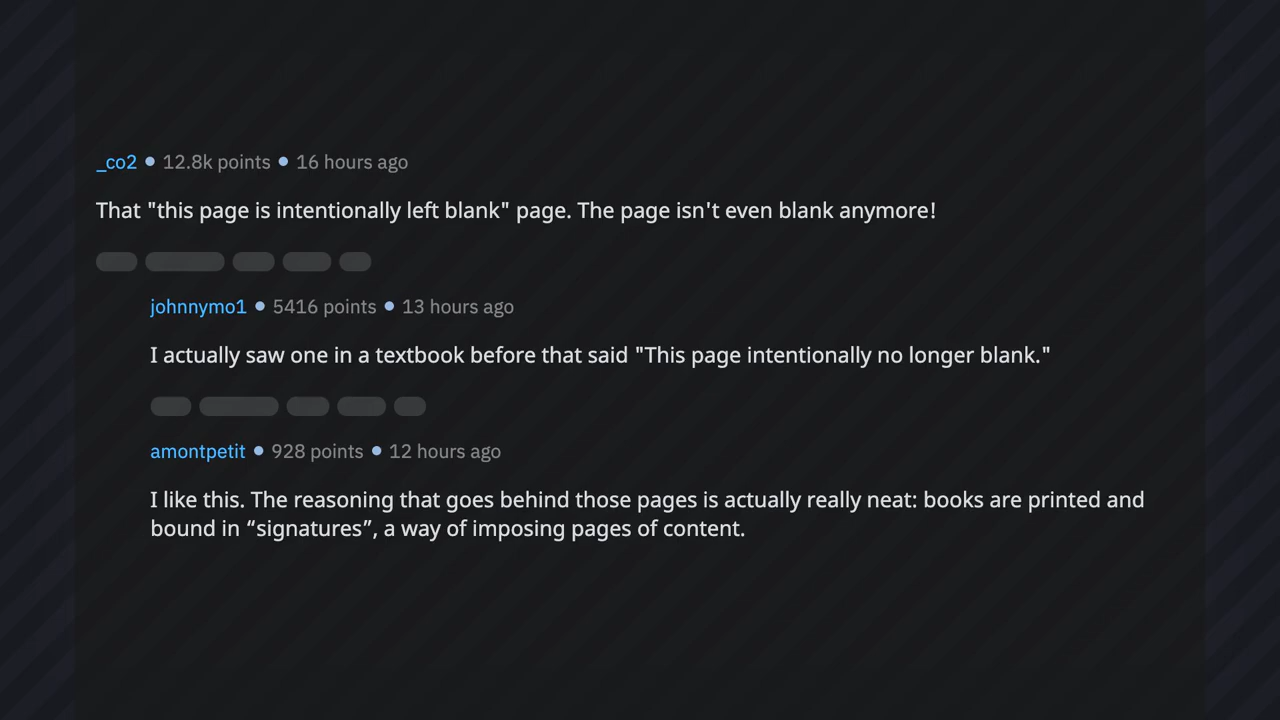 _co2 ● 12.8k points ● 16 hours ago
That "this page is intentionally left blank" page. The page isn't even blank anymore!
johnnymo1 ● 5416 points ● 13 hours ago
I actually saw one in a textbook before that said "This page intentionally no longer blank."
amontpetit ● 928 points ● 12 hours ago
I like this. The reasoning that goes behind those pages is actually really neat: books are printed and
bound in “signatures”, a way of imposing pages of content.